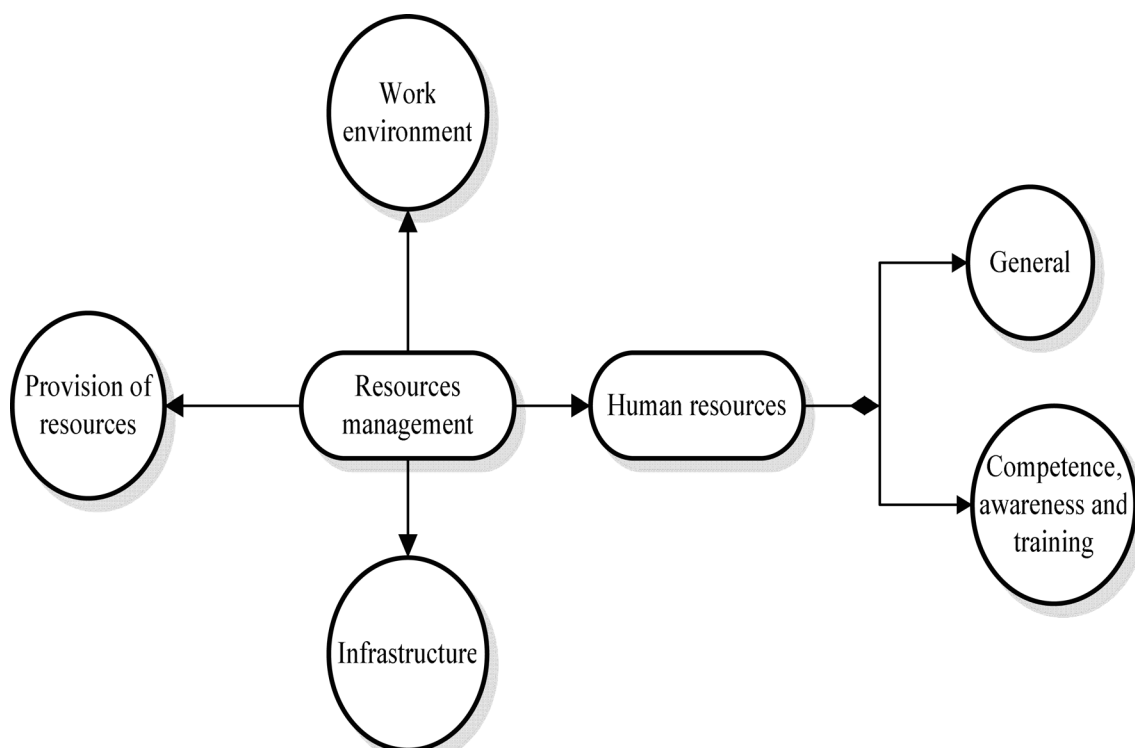 Work
environment
General
Provision of
resources
Resources
management
Human resources
Competence,
awareness and
training
Infrastructure